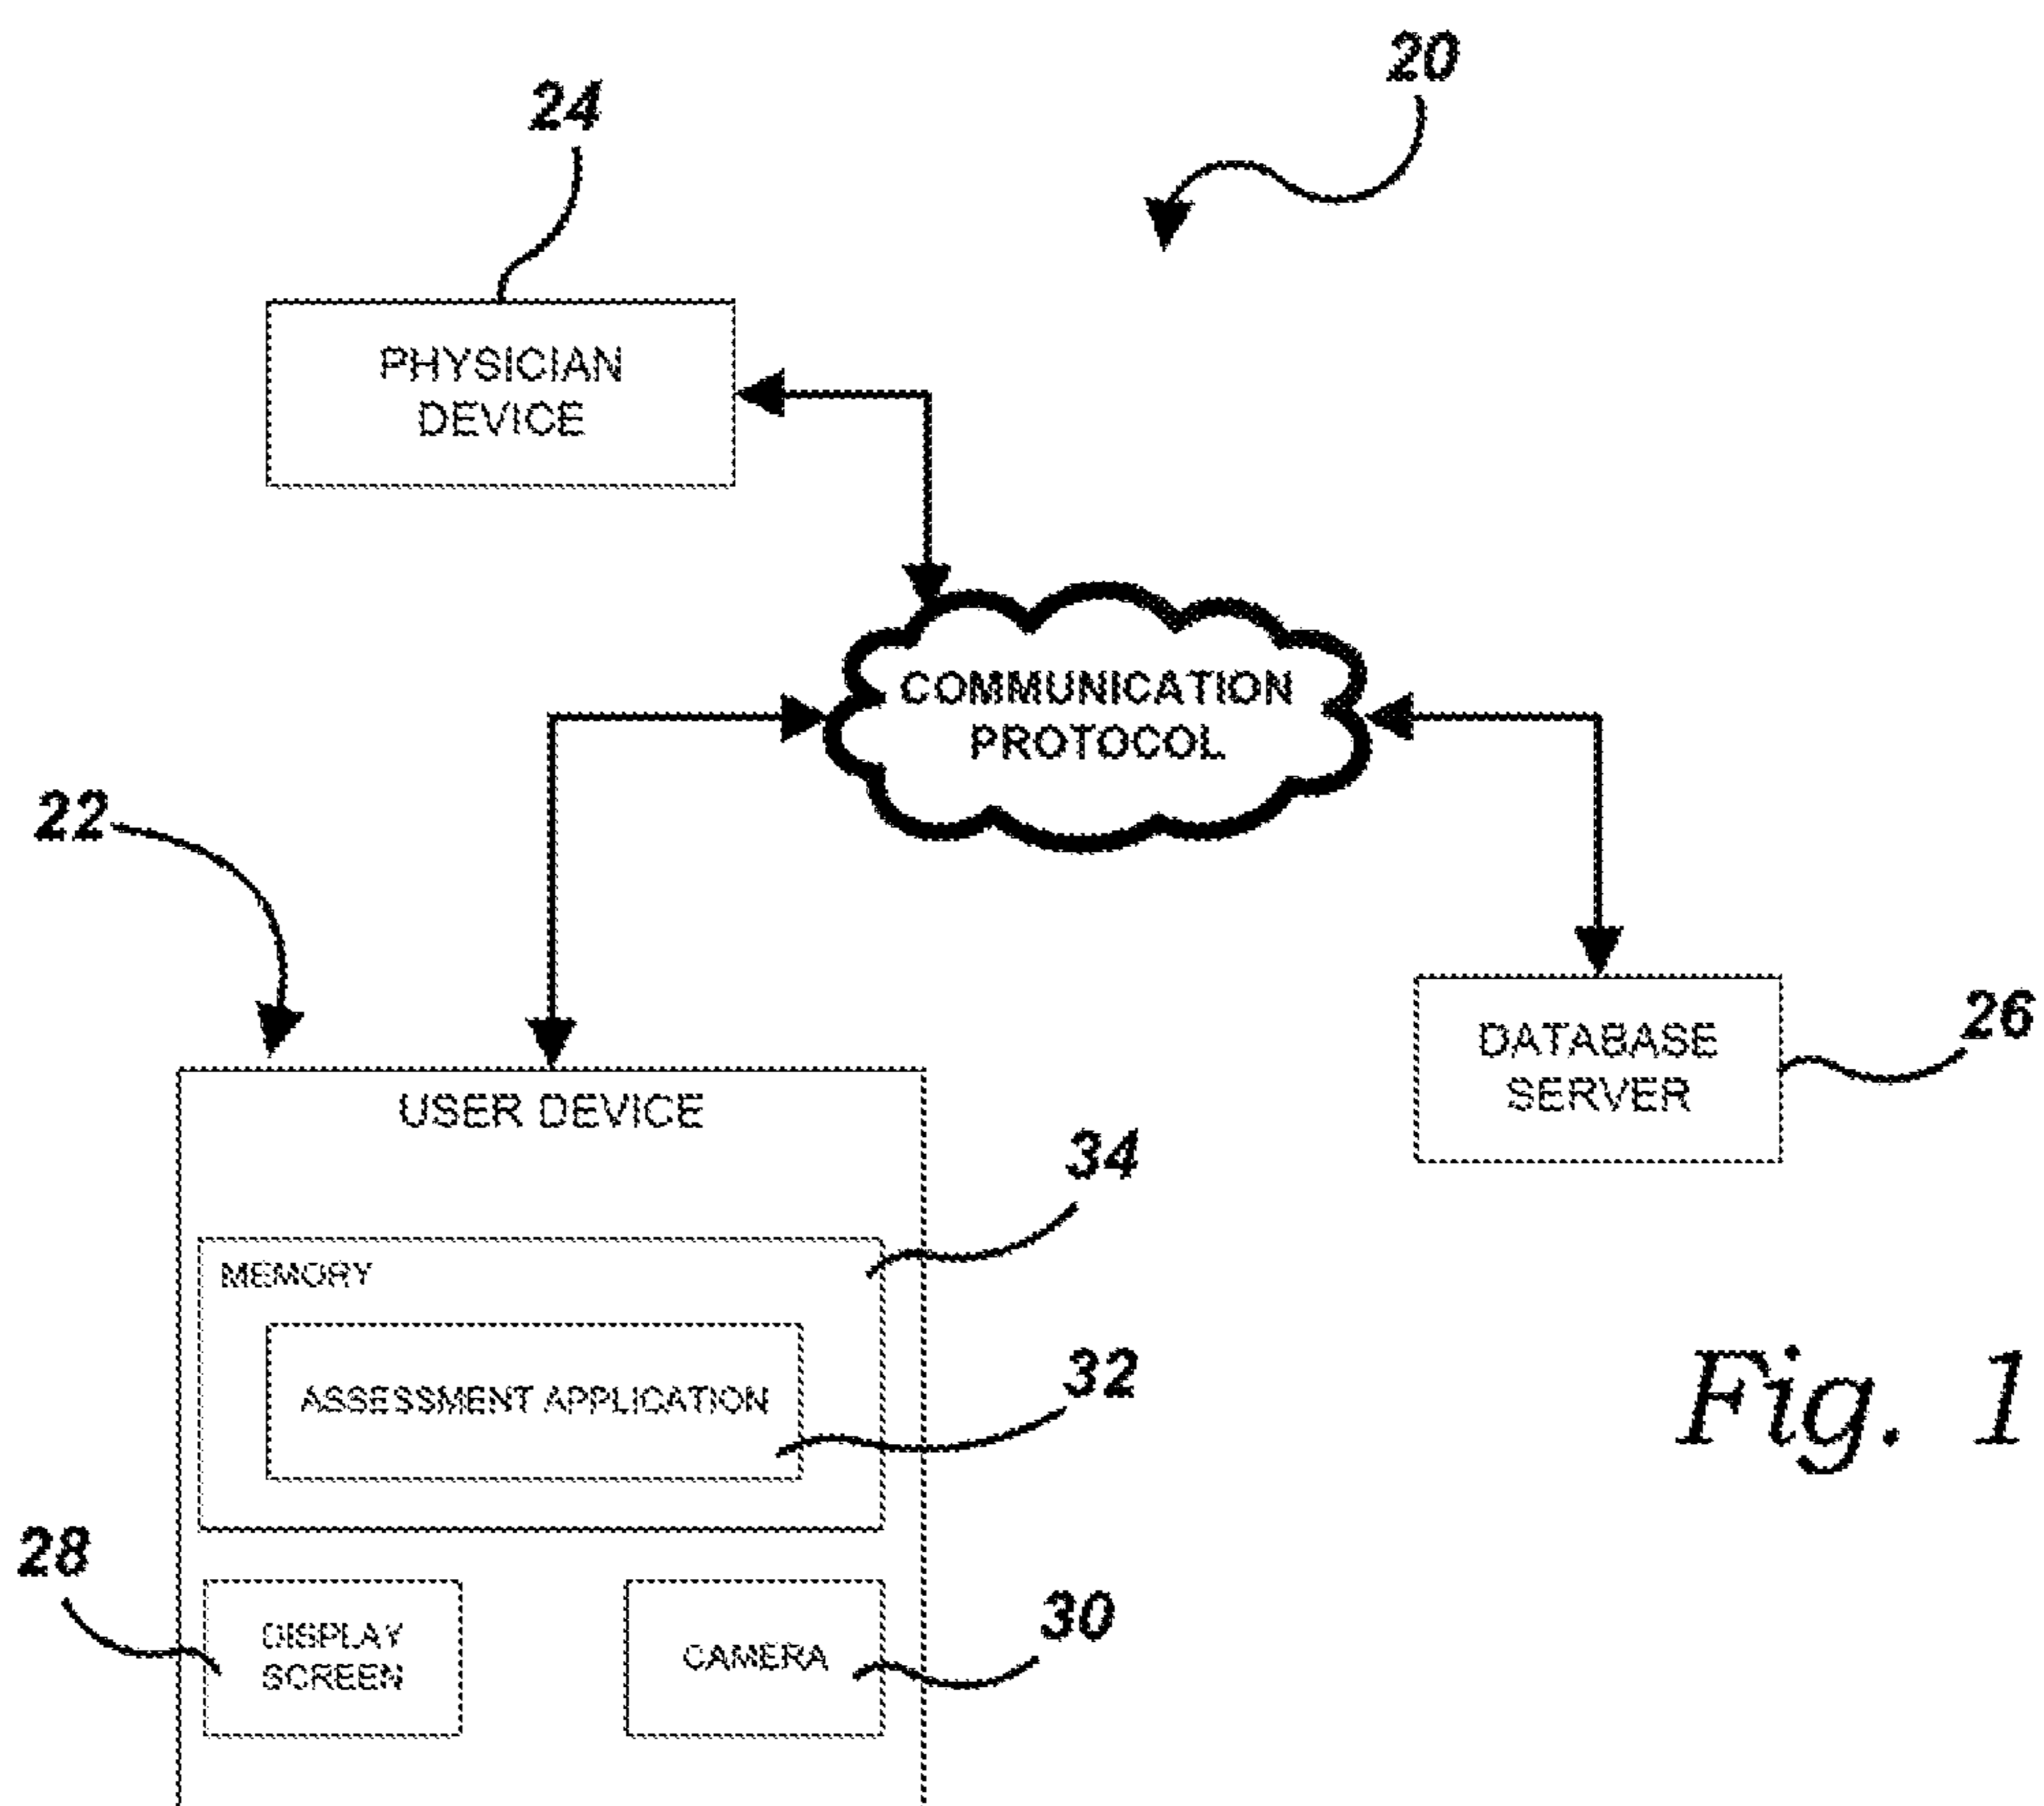 20
24
PHYSICIAN
DEVICE
COMMUNICATION
PROTOCOL
22
26
DATABASE
SERVER
USER DEVICE
34
MEMORY
32
ASSESSMENT APPLICATION
Fig. 1
28
30
DISPLAY
SCREEN
CAMERA